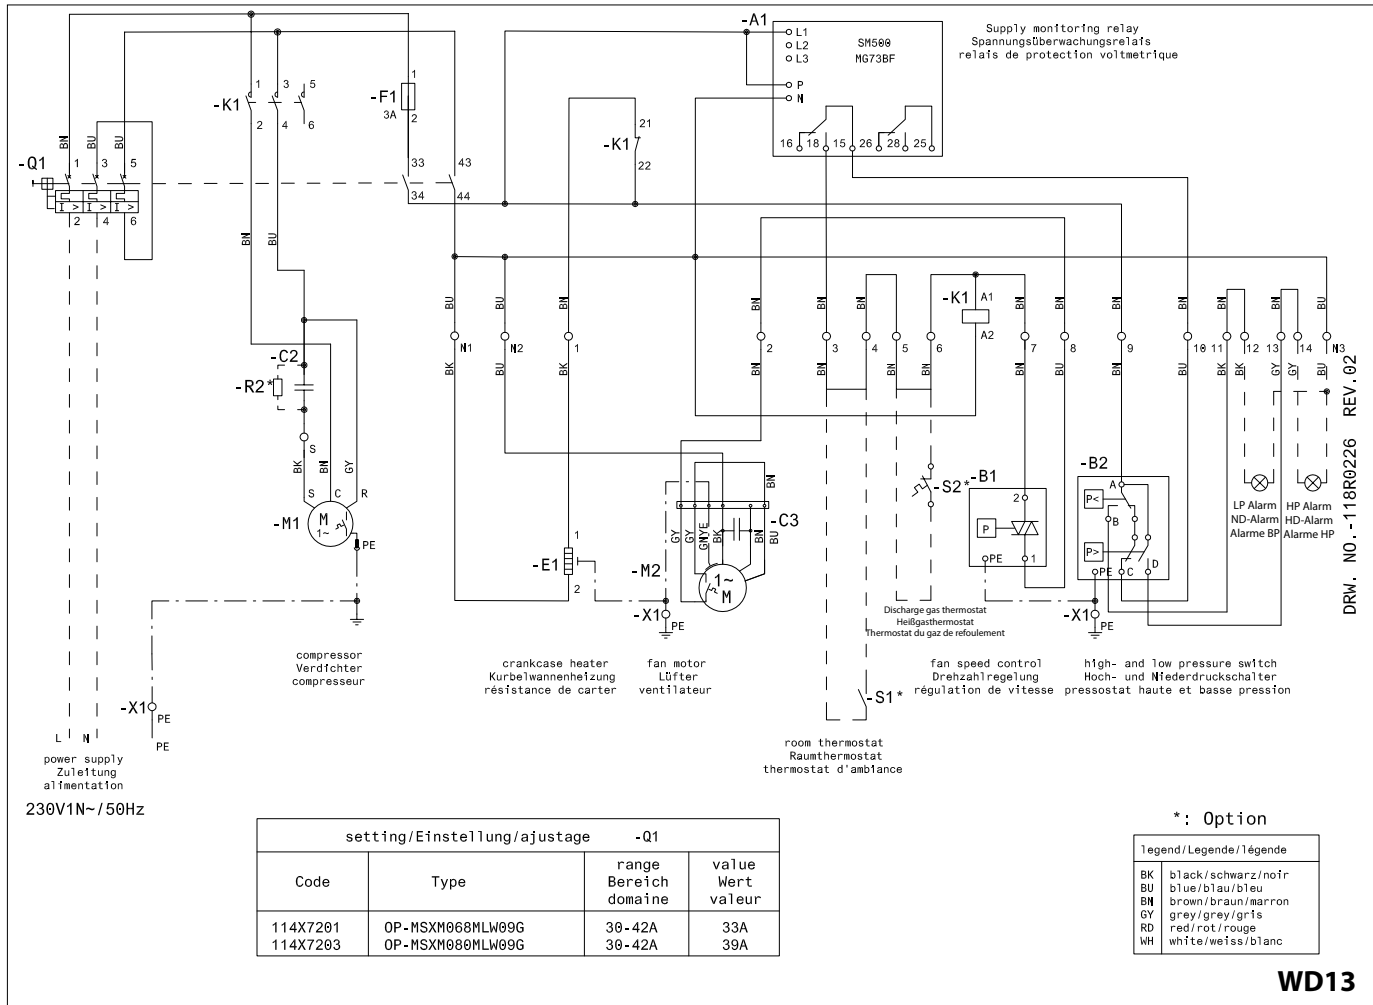 -A1
L1
L2
L3
P
N
SM500
MG73BF
16 18 15 26 28 25
Supply monitoring relay
Spannungsüberwachungsrelais
relais de protection voltmetrique
-K1
1 3 5
2 4 6
-F1
3A
1
2
-K1
21
22
-Q1
BN BU BU
1 3 5
I > I > I >
2 4 6
33 43
34 44
BN BU
BU BN BN BN BN BN BN BN
-K1
A1
A2
BN BN BN BN BN BN BN BU
N1 N2 1 2 3 4 5 6 7 8 9 10 11 12 13 14 N3
BK BU BK BN BN BN BN BN BU BK BK GY GY BU
-C2
-R2*
S
BK BN GY
S C R
-M1
M
1~
PE
-E1
1
2
-M2
1~
M
GY GY GNYE BK BN BU
BN
-C3
-X1
PE
-S2*
-B1
2
P
PE
1
-B2
A
P<
B
P>
PE C D
-X1
PE
LP Alarm
ND-Alarm
Alarme BP
HP Alarm
HD-Alarm
Alarme HP
Discharge gas thermostat
Heißgasthermostat
Thermostat du gaz de refoulement
compressor
Verdichter
compresseur
crankcase heater
Kurbelwannenheizung
résistance de carter
fan motor
Lüfter
ventilateur
fan speed control
Drehzahlregelung
régulation de vitesse
high- and low pressure switch
Hoch- und Niederdruckschalter
pressostat haute et basse pression
-S1*
room thermostat
Raumthermostat
thermostat d'ambiance
-X1
PE
PE
L N
power supply
Zuleitung
alimentation
230V1N~/50Hz
DRW. NO.-118R0226 REV.02
setting/Einstellung/ajustage -Q1
Code Type range Bereich domaine value Wert valeur
114X7201 OP-MSXM068MLW09G 30-42A 33A
114X7203 OP-MSXM080MLW09G 30-42A 39A
*: Option
legend/Legende/légende
BK black/schwarz/noir
BU blue/blau/bleu
BN brown/braun/marron
GY grey/grey/gris
RD red/rot/rouge
WH white/weiss/blanc
WD13